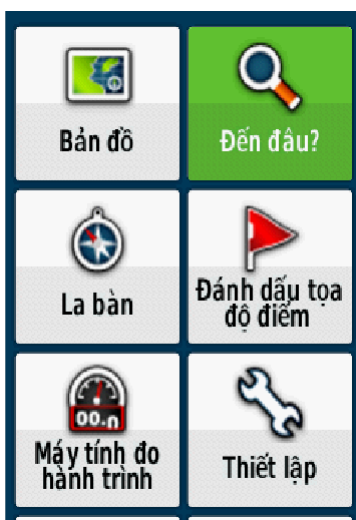 Bản đồ
Đến đâu?
La bàn
Đánh dấu tọa
độ điểm
00.0
Máy tính đo
hành trình
Thiết lập